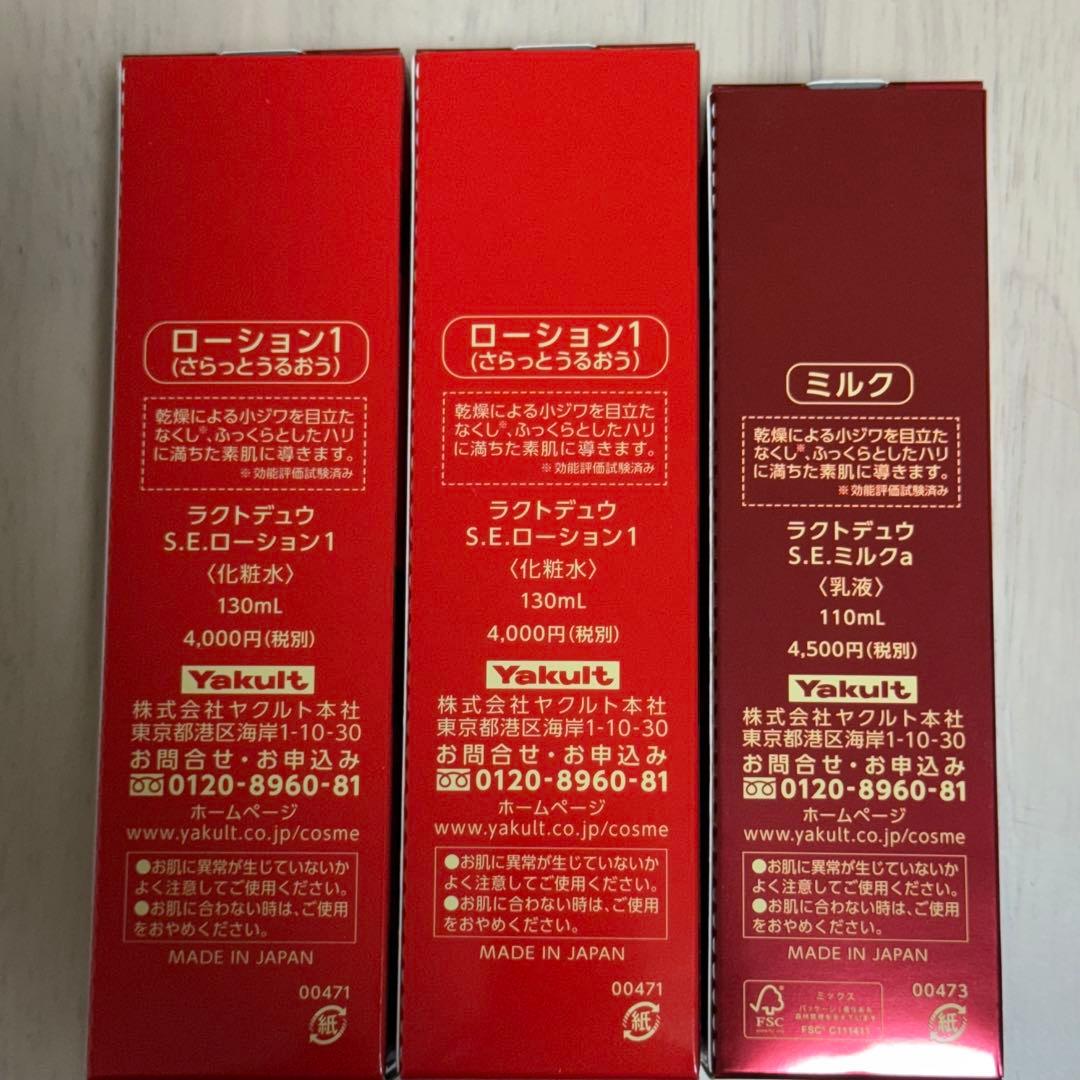 ローション1
(さらっとうるおう)
乾燥による小ジワを目立た
なくし※、ふっくらとしたハリ
に満ちた素肌に導きます。
※効能評価試験済み
ラクトデュウ
S.E.ローション1
〈化粧水〉
130mL
4,000円(税別)
Yakult
株式会社ヤクルト本社
東京都港区海岸1-10-30
お問合せ・お申込み
0120-8960-81
ホームページ
www.yakult.co.jp/cosme
●お肌に異常が生じていないか
よく注意してご使用ください。
●お肌に合わない時は、ご使用
をおやめください。
MADE IN JAPAN
00471
紙
ローション1
(さらっとうるおう)
乾燥による小ジワを目立た
なくし※、ふっくらとしたハリ
に満ちた素肌に導きます。
※効能評価試験済み
ラクトデュウ
S.E.ローション1
〈化粧水〉
130mL
4,000円(税別)
Yakult
株式会社ヤクルト本社
東京都港区海岸1-10-30
お問合せ・お申込み
0120-8960-81
ホームページ
www.yakult.co.jp/cosme
●お肌に異常が生じていないか
よく注意してご使用ください。
●お肌に合わない時は、ご使用
をおやめください。
MADE IN JAPAN
00471
紙
ミルク
乾燥による小ジワを目立た
なくし※、ふっくらとしたハリ
に満ちた素肌に導きます。
※効能評価試験済み
ラクトデュウ
S.E.ミルクa
〈乳液〉
110mL
4,500円(税別)
Yakult
株式会社ヤクルト本社
東京都港区海岸1-10-30
お問合せ・お申込み
0120-8960-81
ホームページ
www.yakult.co.jp/cosme
●お肌に異常が生じていないか
よく注意してご使用ください。
●お肌に合わない時は、ご使用
をおやめください。
MADE IN JAPAN
00473
FSC
ミックス
パッケージ|責任ある
森林管理を支えています
FSC® C111411
紙